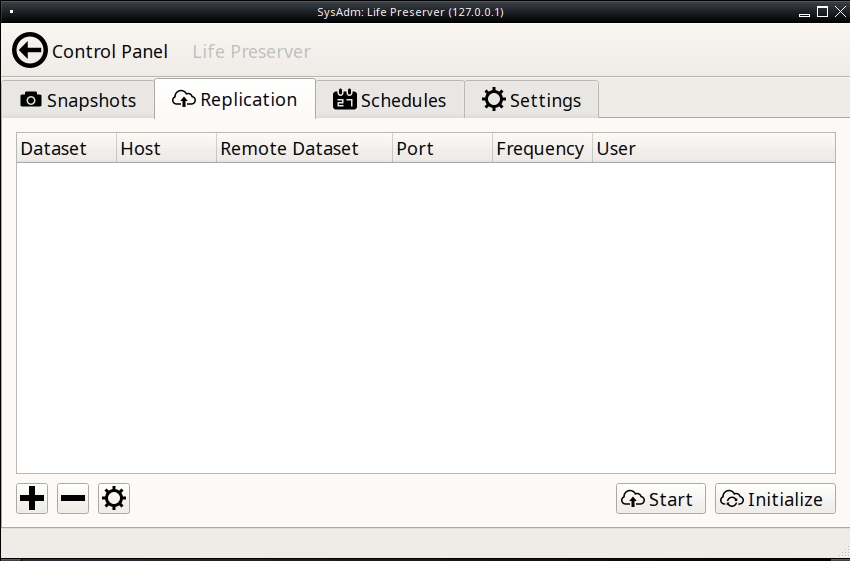 SysAdm: Life Preserver (127.0.0.1)
Control Panel Life Preserver
Snapshots Replication 27 Schedules Settings
Dataset Host Remote Dataset Port Frequency User
Start Initialize